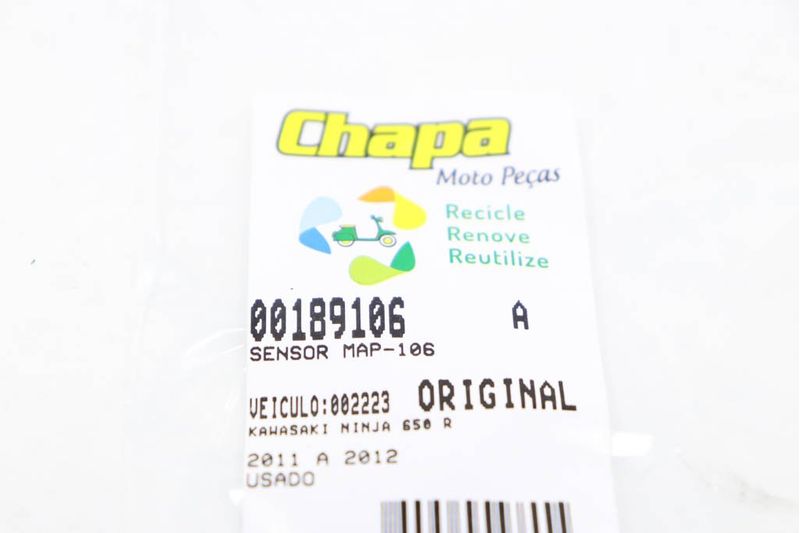 Chapa
Moto Peças
Recicle
Renove
Reutilize
00189106 A
SENSOR MAP-106
VEICULO:002223 ORIGINAL
KAWASAKI NINJA 650 R
2011 A 2012
USADO